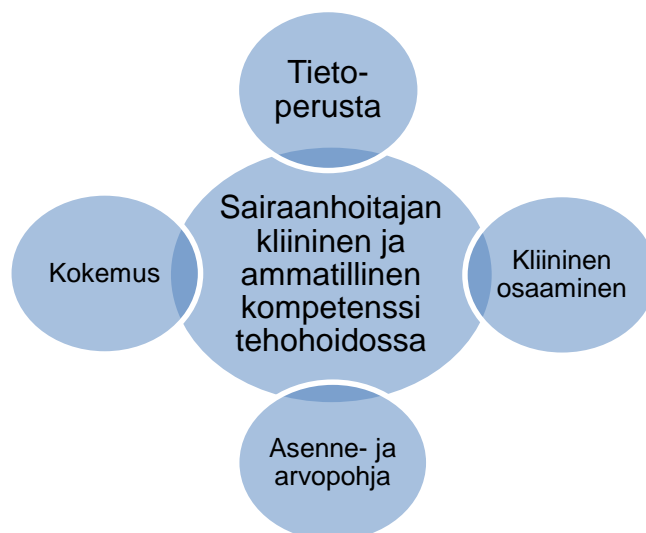 Tieto-
perusta
Sairaanhoitajan
kliininen ja
ammatillinen
kompetenssi
tehohoidossa
Kokemus
Kliininen
osaaminen
Asenne- ja
arvopohja